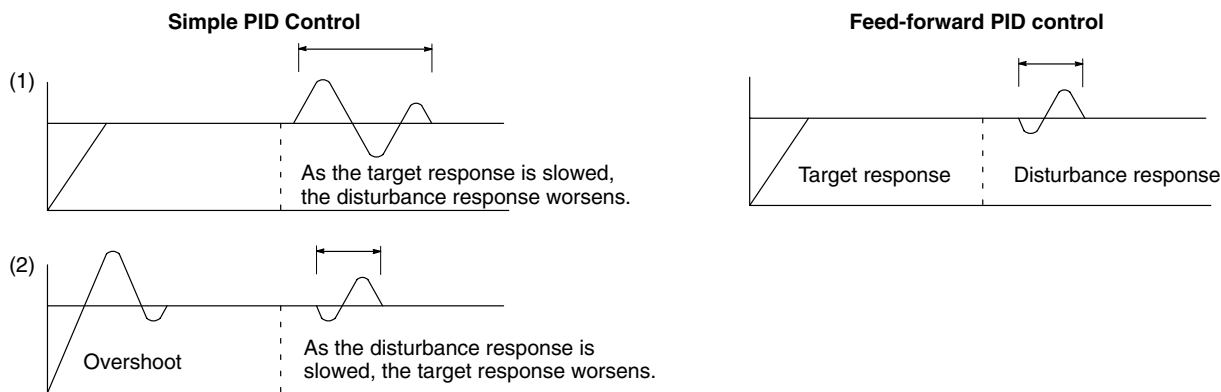 Simple PID Control
Feed-forward PID control
(1)
As the target response is slowed,
the disturbance response worsens.
Target response
Disturbance response
(2)
Overshoot
As the disturbance response is
slowed, the target response worsens.